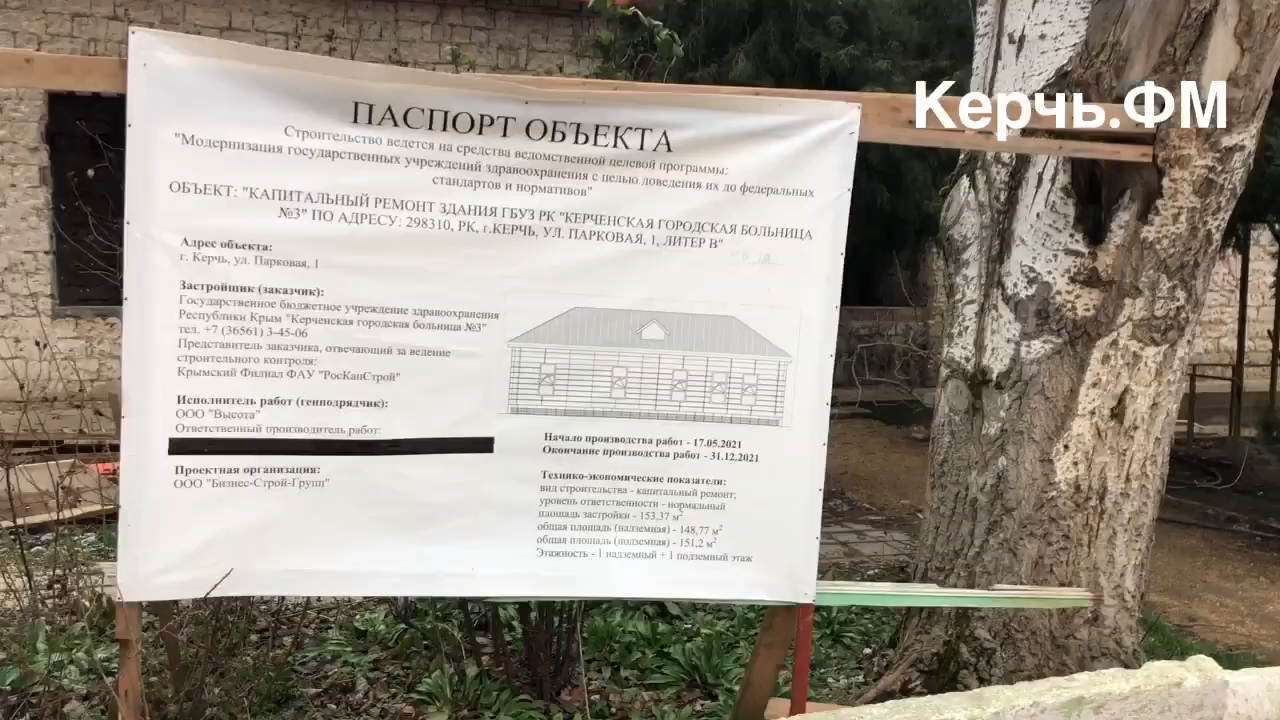 Керчь.ФМ
ПАСПОРТ ОБЪЕКТА
Строительство ведется на средства ведомственной целевой программы:
"Модернизация государственных учреждений здравоохранения с целью доведения их до федеральных
стандартов и нормативов"
ОБЪЕКТ: "КАПИТАЛЬНЫЙ РЕМОНТ ЗДАНИЯ ГБУЗ РК "КЕРЧЕНСКАЯ ГОРОДСКАЯ БОЛЬНИЦА
№3" ПО АДРЕСУ: 298310, РК, г.КЕРЧЬ, УЛ. ПАРКОВАЯ, 1, ЛИТЕР В"
Адрес объекта:
г. Керчь, ул. Парковая, 1
Застройщик (заказчик):
Государственное бюджетное учреждение здравоохранения
Республики Крым "Керченская городская больница №3"
тел. +7 (36561) 3-45-06
Представитель заказчика, отвечающий за ведение
строительного контроля:
Крымский Филиал ФАУ "РосКапСтрой"
Исполнитель работ (генподрядчик):
ООО "Высота"
Ответственный производитель работ:
Проектная организация:
ООО "Бизнес-Строй-Групп"
Начало производства работ - 17.05.2021
Окончание производства работ - 31.12.2021
Технико-экономические показатели:
вид строительства - капитальный ремонт;
уровень ответственности - нормальный
площадь застройки - 153,37 м²
общая площадь (надземная) - 148,77 м²
общая площадь (подземная) - 151,2 м²
Этажность - 1 надземный + 1 подземный этаж